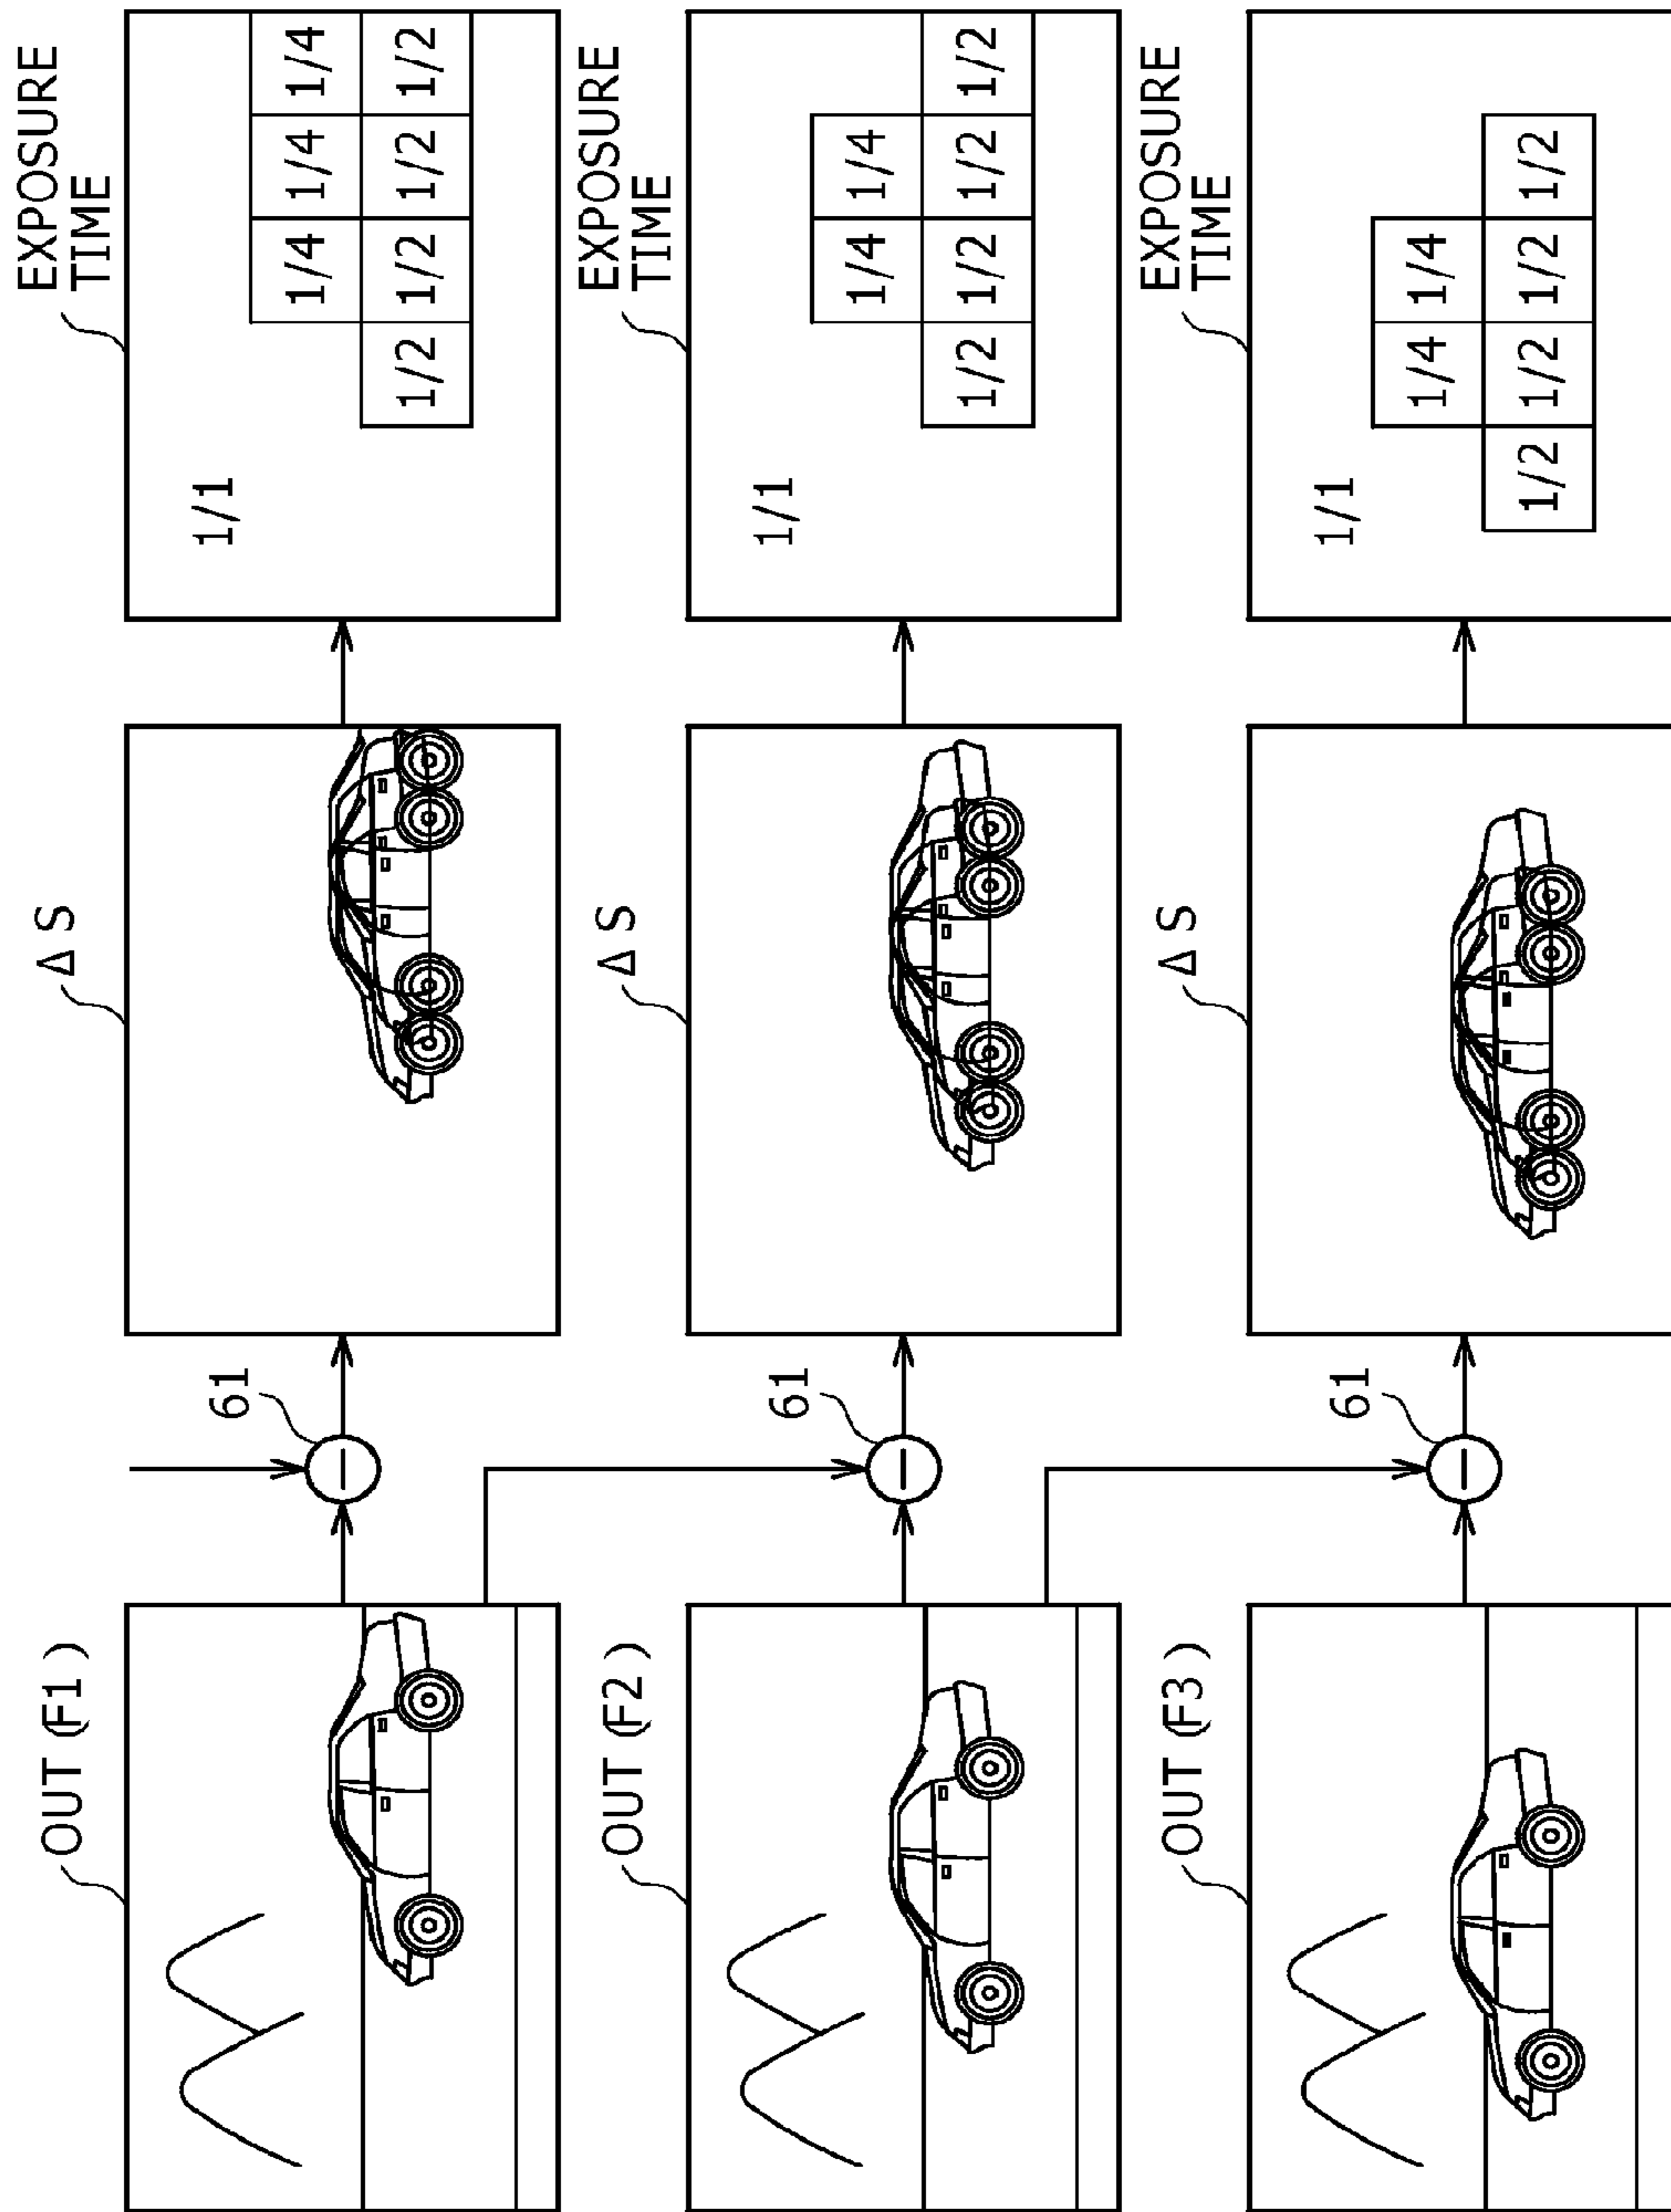 OUT (F1)
61
Δ S
EXPOSURE
TIME
1/1
1/4 1/4 1/4
1/2 1/2 1/2 1/2
OUT (F2)
61
Δ S
EXPOSURE
TIME
1/1
1/4 1/4
1/2 1/2 1/2 1/2
OUT (F3)
61
Δ S
EXPOSURE
TIME
1/1
1/4 1/4
1/2 1/2 1/2 1/2